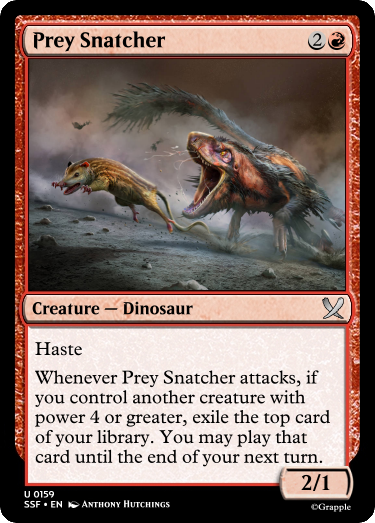 Prey Snatcher
2
Creature — Dinosaur
Haste
Whenever Prey Snatcher attacks, if
you control another creature with
power 4 or greater, exile the top card
of your library. You may play that
card until the end of your next turn.
2/1
U 0159
SSF • EN Anthony Hutchings
©Grapple